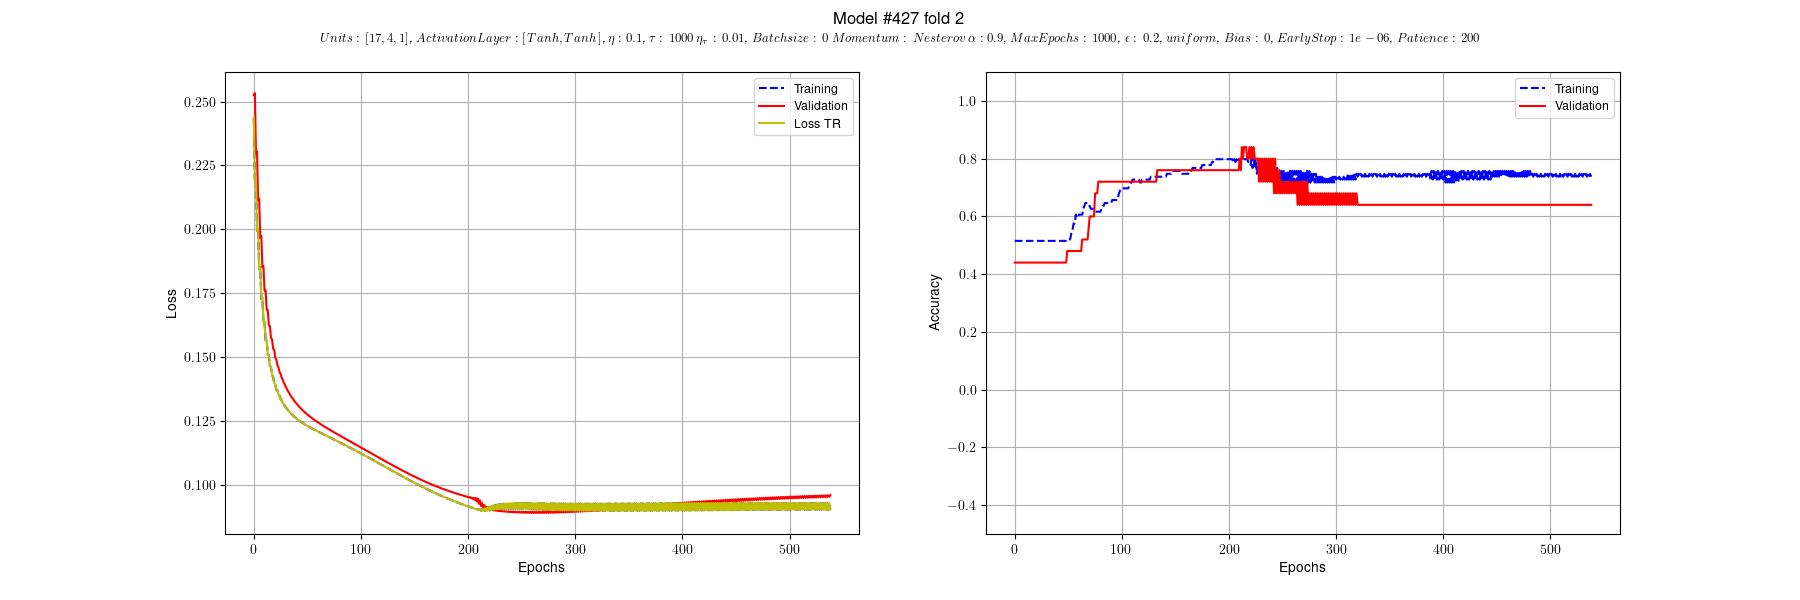 Model #427 fold 2
Units : [17, 4, 1], ActivationLayer : [Tanh, Tanh], η : 0.1, τ : 1000 η_τ : 0.01, Batchsize : 0 Momentum : Nesterov α : 0.9, MaxEpochs : 1000, ϵ : 0.2, uniform, Bias : 0, EarlyStop : 1e − 06, Patience : 200
Loss
0.250
0.225
0.200
0.175
0.150
0.125
0.100
Training
Validation
Loss TR
0 100 200 300 400 500
Epochs
Accuracy
1.0
0.8
0.6
0.4
0.2
0.0
−0.2
−0.4
Training
Validation
0 100 200 300 400 500
Epochs